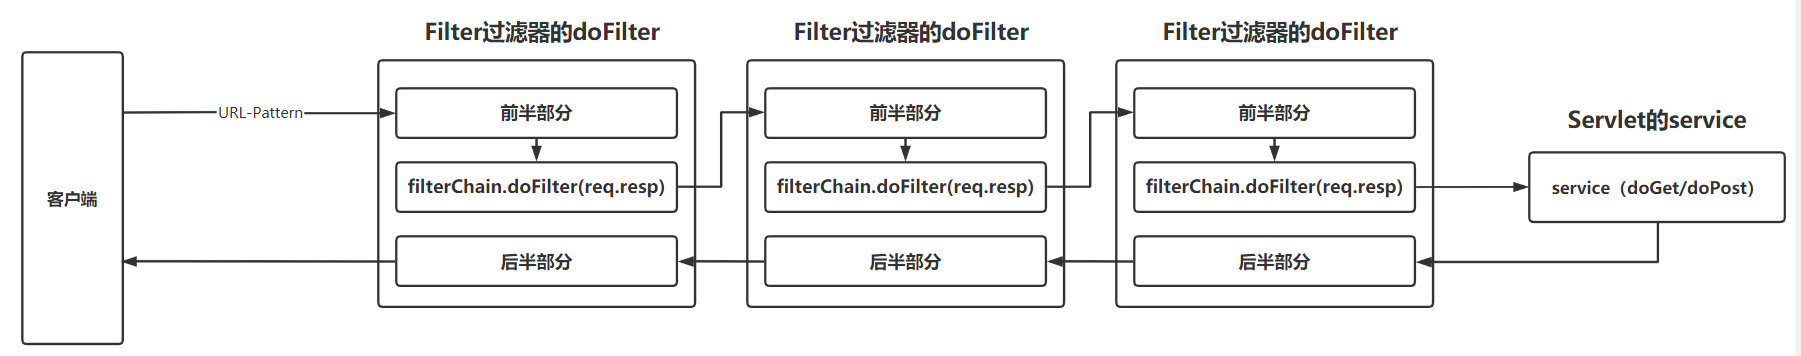 Filter过滤器的doFilter
Filter过滤器的doFilter
Filter过滤器的doFilter
客户端
URL-Pattern
前半部分
filterChain.doFilter(req.resp)
后半部分
前半部分
filterChain.doFilter(req.resp)
后半部分
前半部分
filterChain.doFilter(req.resp)
后半部分
Servlet的service
service（doGet/doPost）